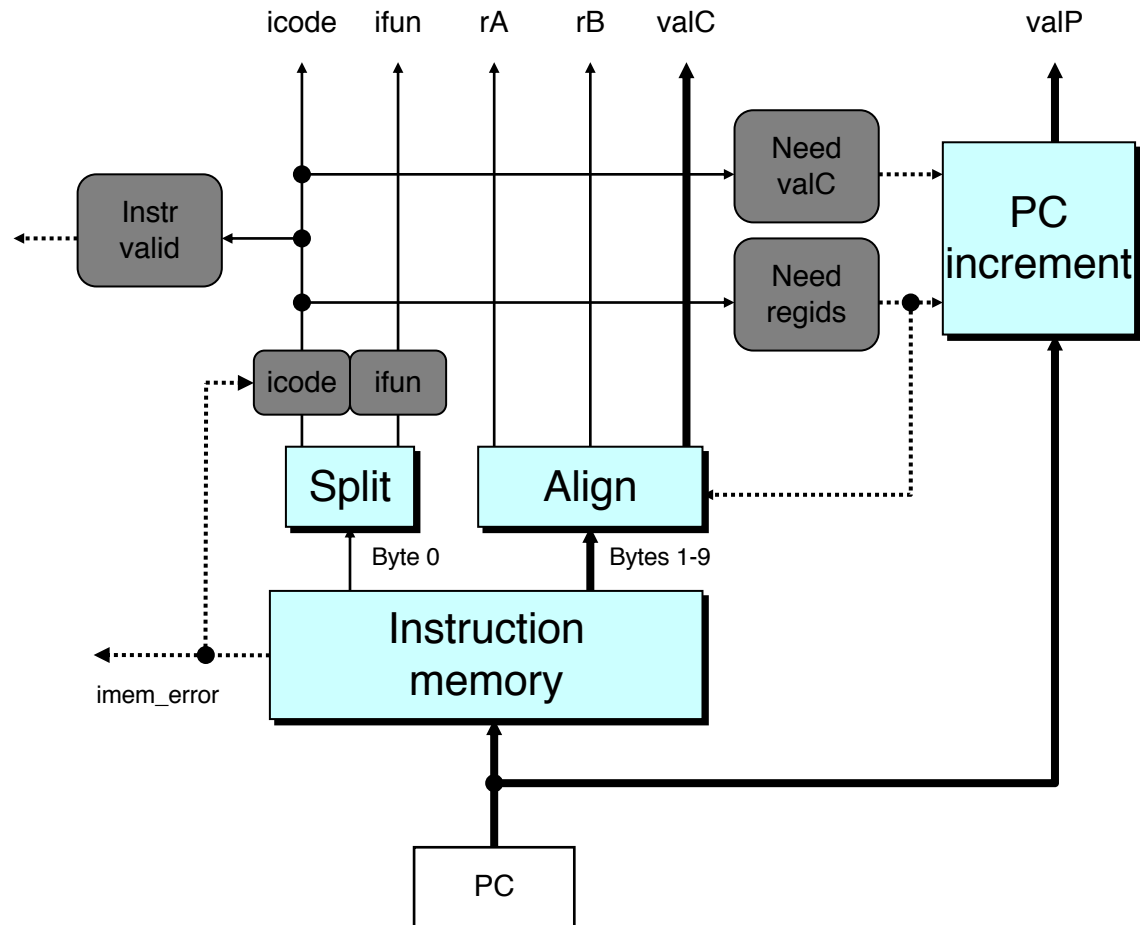 icode ifun rA rB valC valP
Need
valC
Instr
valid
PC
increment
Need
regids
icode ifun
Split
Align
Byte 0
Bytes 1-9
Instruction
memory
imem_error
PC